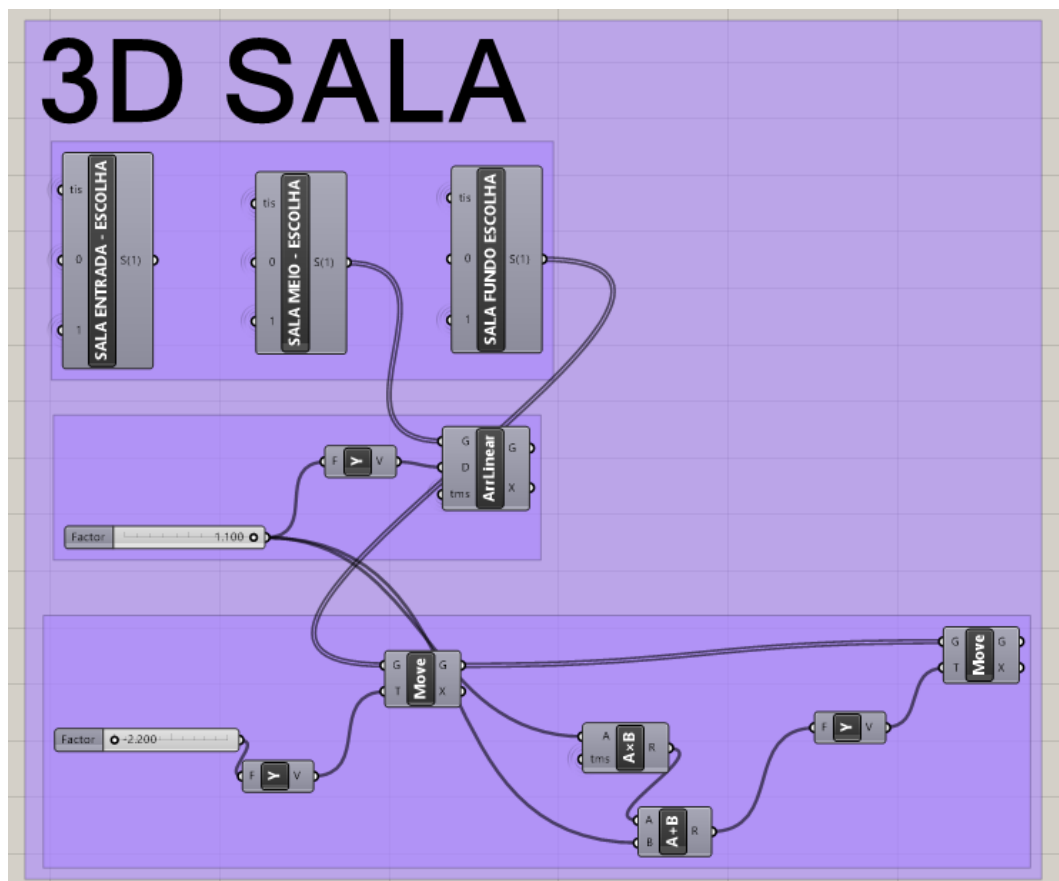 3D SALA
tis
0
1
SALA ENTRADA - ESCOLHA
S(1)
tis
0
1
SALA MEIO - ESCOLHA
S(1)
tis
0
1
SALA FUNDO ESCOLHA
S(1)
F
Y
V
G
D
tms
ArrLinear
G
X
Factor
1.100
G
T
Move
G
X
G
T
Move
G
X
Factor
-2.200
F
Y
V
A
tms
A×B
R
F
Y
V
A
B
A+B
R